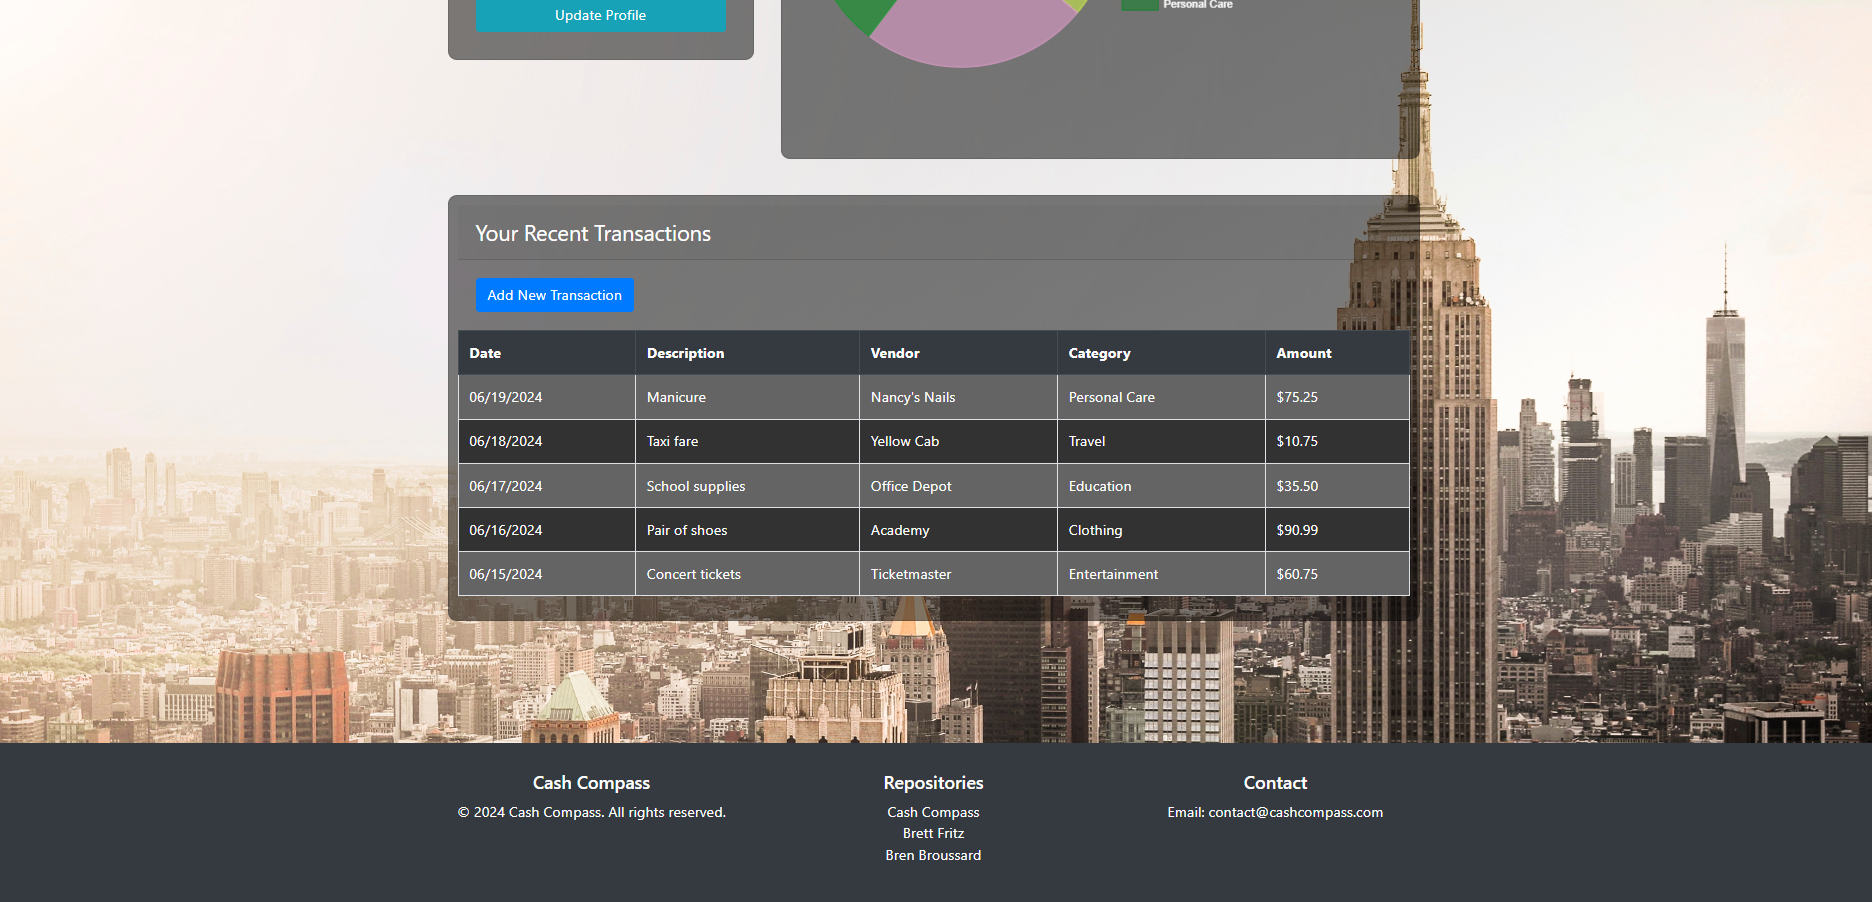 Update Profile
Personal Care
Your Recent Transactions
Add New Transaction
Date Description Vendor Category Amount
06/19/2024 Manicure Nancy's Nails Personal Care $75.25
06/18/2024 Taxi fare Yellow Cab Travel $10.75
06/17/2024 School supplies Office Depot Education $35.50
06/16/2024 Pair of shoes Academy Clothing $90.99
06/15/2024 Concert tickets Ticketmaster Entertainment $60.75
Cash Compass
© 2024 Cash Compass. All rights reserved.
Repositories
Cash Compass
Brett Fritz
Bren Broussard
Contact
Email: contact@cashcompass.com